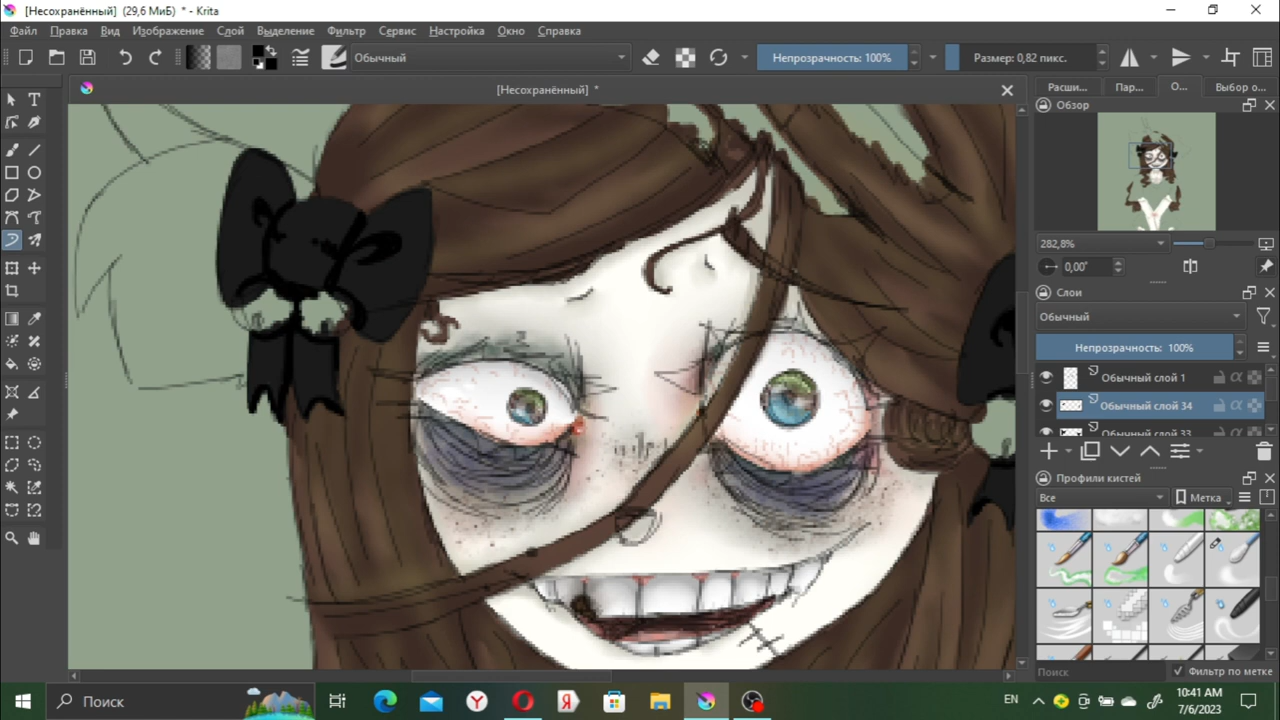 [Несохранённый] (29,6 МиБ) * - Krita
Файл Правка Вид Изображение Слой Выделение Фильтр Сервис Настройка Окно Справка
Обычный Непрозрачность: 100% Размер: 0,82 пикс.
[Несохранённый] *
Расши... Пар... О... Выбор о...
Обзор
282,8%
0,00°
Слои
Обычный
Непрозрачность: 100%
Обычный слой 1
Обычный слой 34
Обычный слой 33
Профили кистей
Все Метка
Поиск Фильтр по метке
Поиск
EN
10:41 AM
7/6/2023